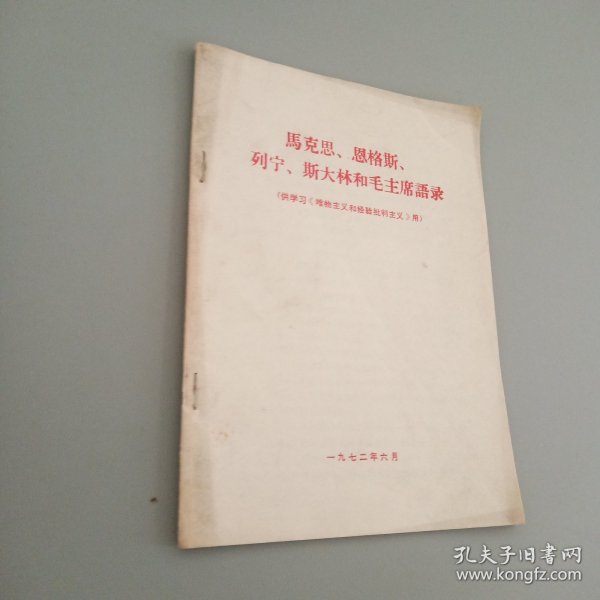 馬克思、恩格斯、
列宁、斯大林和毛主席語录
(供学习《唯物主义和经验批判主义》用)
一九七二年六月
孔夫子旧书网
www.kongfz.com